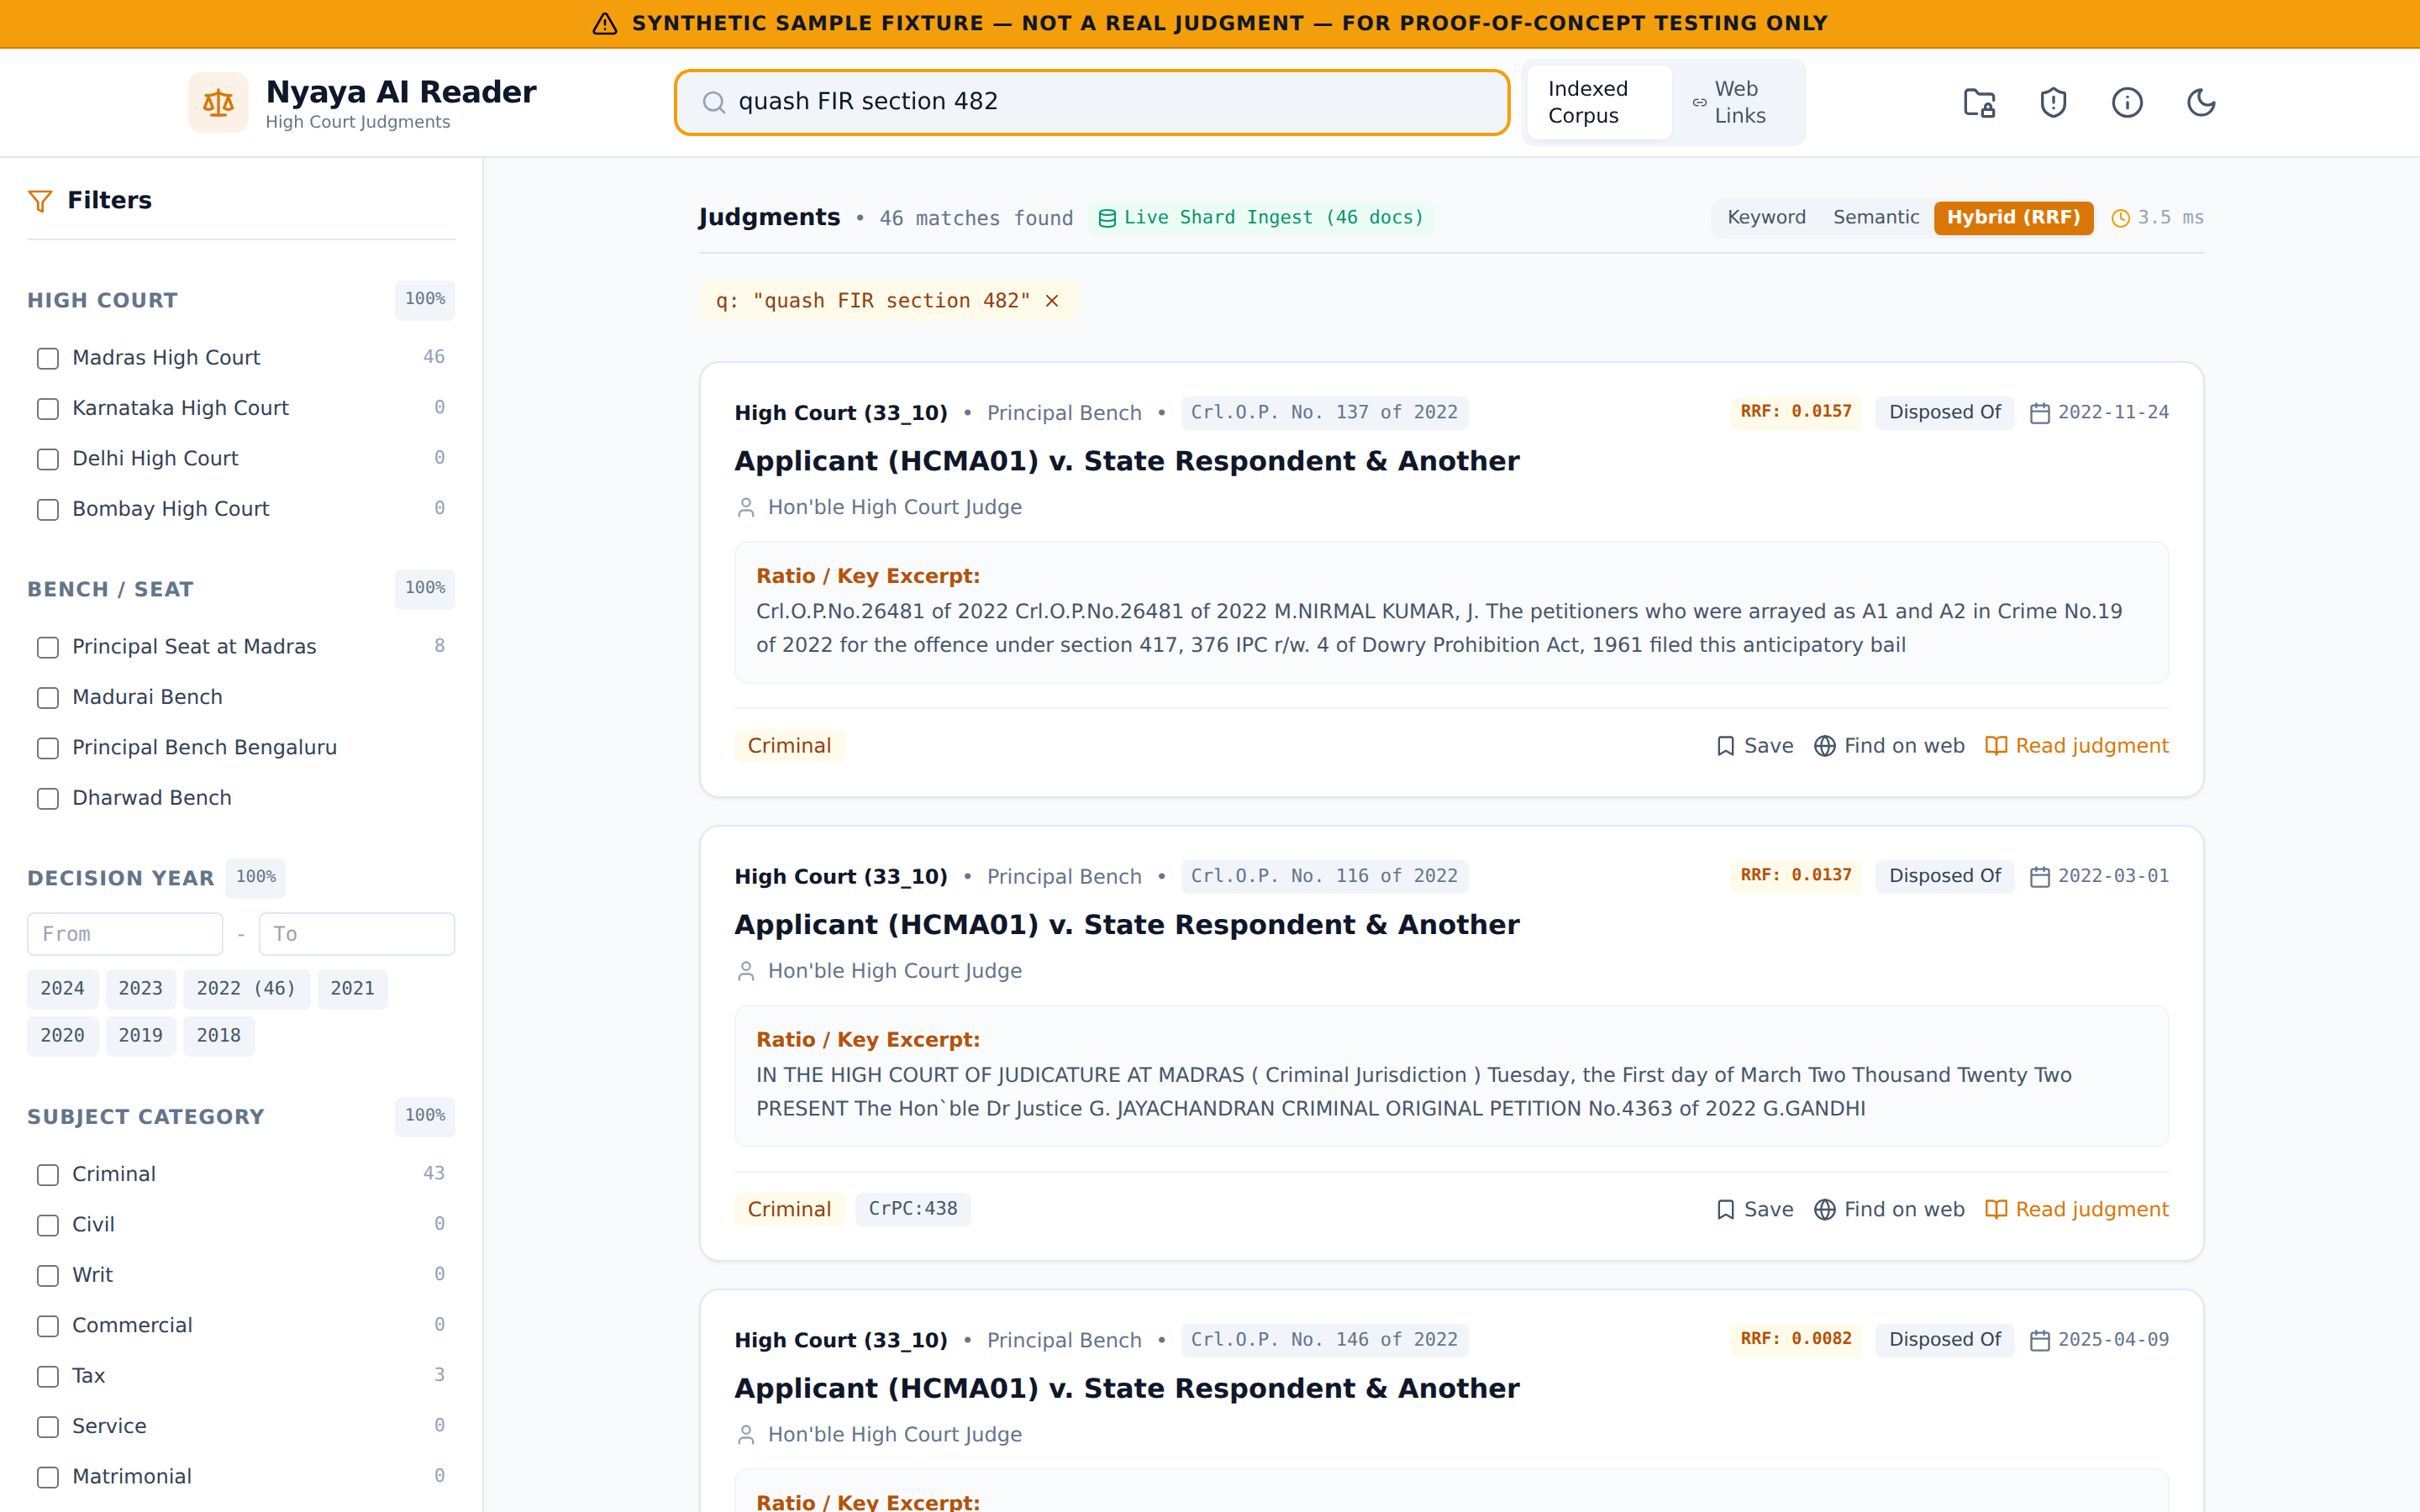 SYNTHETIC SAMPLE FIXTURE — NOT A REAL JUDGMENT — FOR PROOF-OF-CONCEPT TESTING ONLY
Nyaya AI Reader
High Court Judgments
quash FIR section 482
Indexed Corpus
Web Links
Filters
HIGH COURT 100%
Madras High Court 46
Karnataka High Court 0
Delhi High Court 0
Bombay High Court 0
BENCH / SEAT 100%
Principal Seat at Madras 8
Madurai Bench
Principal Bench Bengaluru
Dharwad Bench
DECISION YEAR 100%
From - To
2024 2023 2022 (46) 2021
2020 2019 2018
SUBJECT CATEGORY 100%
Criminal 43
Civil 0
Writ 0
Commercial 0
Tax 3
Service 0
Matrimonial 0
Judgments • 46 matches found Live Shard Ingest (46 docs) Keyword Semantic Hybrid (RRF) 3.5 ms
q: "quash FIR section 482" ×
High Court (33_10) • Principal Bench • Crl.O.P. No. 137 of 2022 RRF: 0.0157 Disposed Of 2022-11-24
Applicant (HCMA01) v. State Respondent & Another
Hon'ble High Court Judge
Ratio / Key Excerpt:
Crl.O.P.No.26481 of 2022 Crl.O.P.No.26481 of 2022 M.NIRMAL KUMAR, J. The petitioners who were arrayed as A1 and A2 in Crime No.19
of 2022 for the offence under section 417, 376 IPC r/w. 4 of Dowry Prohibition Act, 1961 filed this anticipatory bail
Criminal Save Find on web Read judgment
High Court (33_10) • Principal Bench • Crl.O.P. No. 116 of 2022 RRF: 0.0137 Disposed Of 2022-03-01
Applicant (HCMA01) v. State Respondent & Another
Hon'ble High Court Judge
Ratio / Key Excerpt:
IN THE HIGH COURT OF JUDICATURE AT MADRAS ( Criminal Jurisdiction ) Tuesday, the First day of March Two Thousand Twenty Two
PRESENT The Hon`ble Dr Justice G. JAYACHANDRAN CRIMINAL ORIGINAL PETITION No.4363 of 2022 G.GANDHI
Criminal CrPC:438 Save Find on web Read judgment
High Court (33_10) • Principal Bench • Crl.O.P. No. 146 of 2022 RRF: 0.0082 Disposed Of 2025-04-09
Applicant (HCMA01) v. State Respondent & Another
Hon'ble High Court Judge
Ratio / Key Excerpt: